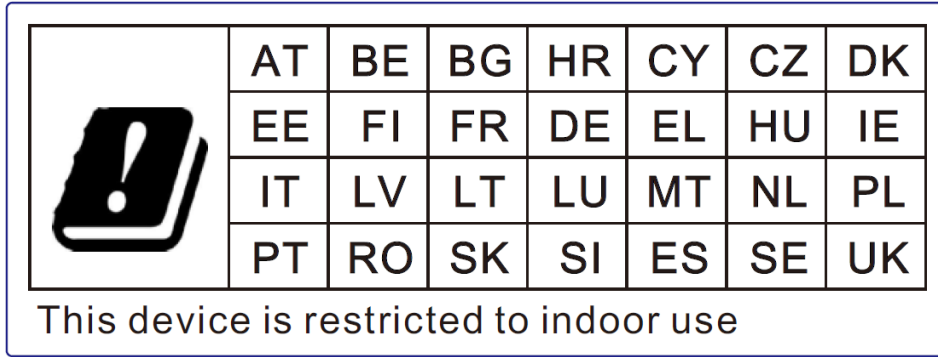 AT BE BG HR CY CZ DK
EE FI FR DE EL HU IE
IT LV LT LU MT NL PL
PT RO SK SI ES SE UK
This device is restricted to indoor use